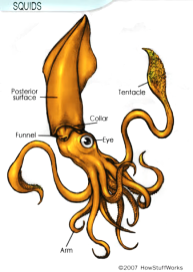 SQUIDS
Posterior
surface
Tentacle
Collar
Funnel
Eye
Arm
©2007 HowStuffWorks